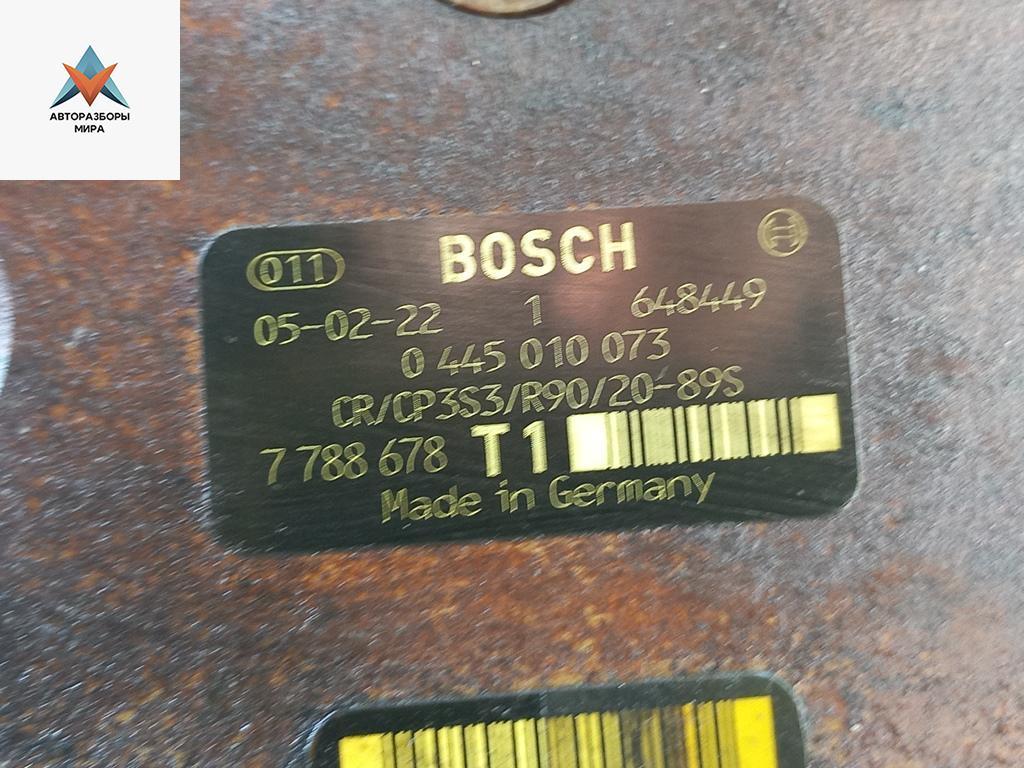 АВТОРАЗБОРЫ
МИРА
011 BOSCH
05-02-22 1 648449
0 445 010 073
CR/CP3S3/R90/20-89S
7 788 678 T1
Made in Germany